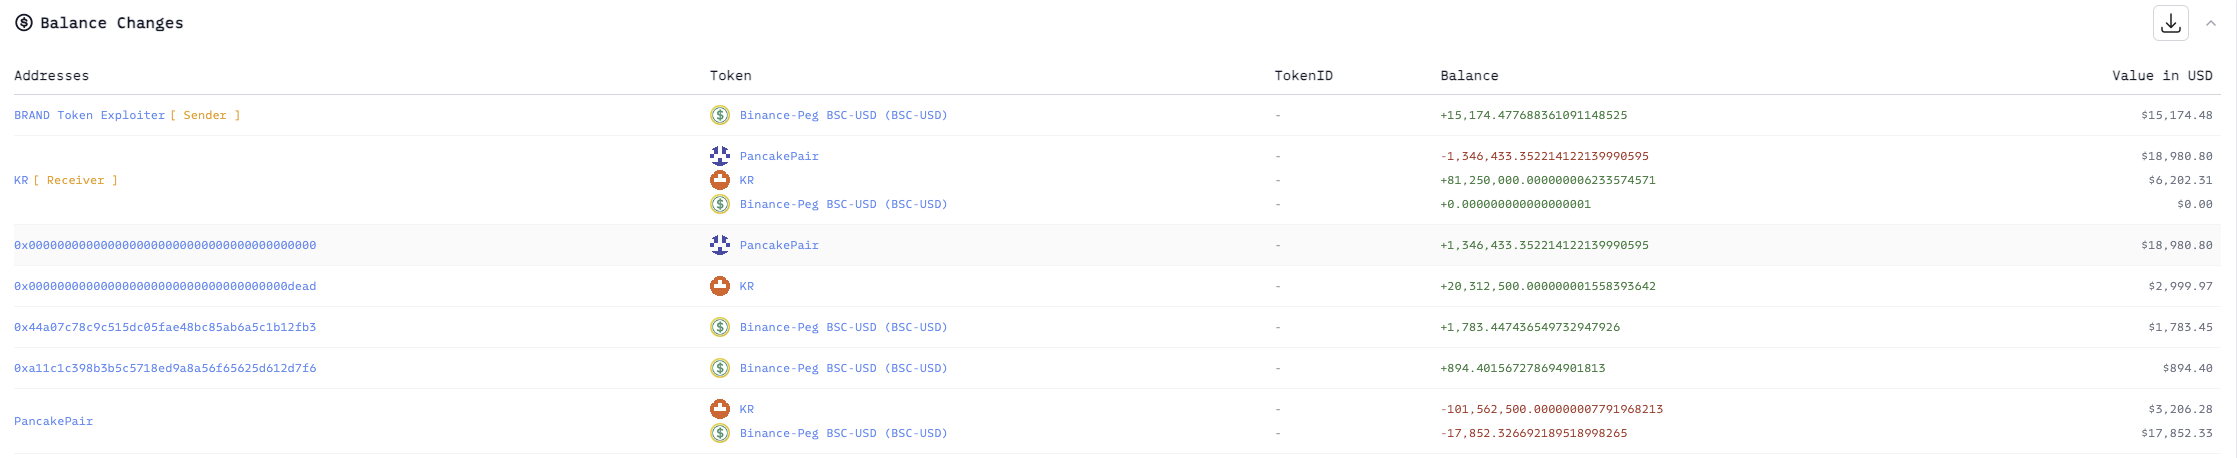 Balance Changes
Addresses Token TokenID Balance Value in USD
BRAND Token Exploiter [ Sender ] Binance-Peg BSC-USD (BSC-USD) - +15,174.477688361091148525 $15,174.48
PancakePair - -1,346,433.352214122139990595 $18,980.80
KR [ Receiver ] KR - +81,250,000.000000006233574571 $6,202.31
Binance-Peg BSC-USD (BSC-USD) - +0.000000000000000001 $0.00
0x0000000000000000000000000000000000000000 PancakePair - +1,346,433.352214122139990595 $18,980.80
0x000000000000000000000000000000000000dead KR - +20,312,500.000000001558393642 $2,999.97
0x44a07c78c9c515dc05fae48bc85ab6a5c1b12fb3 Binance-Peg BSC-USD (BSC-USD) - +1,783.447436549732947926 $1,783.45
0xa11c1c398b3b5c5718ed9a8a56f65625d612d7f6 Binance-Peg BSC-USD (BSC-USD) - +894.401567278694901813 $894.40
KR - -101,562,500.000000007791968213 $3,206.28
PancakePair
Binance-Peg BSC-USD (BSC-USD) - -17,852.326692189518998265 $17,852.33